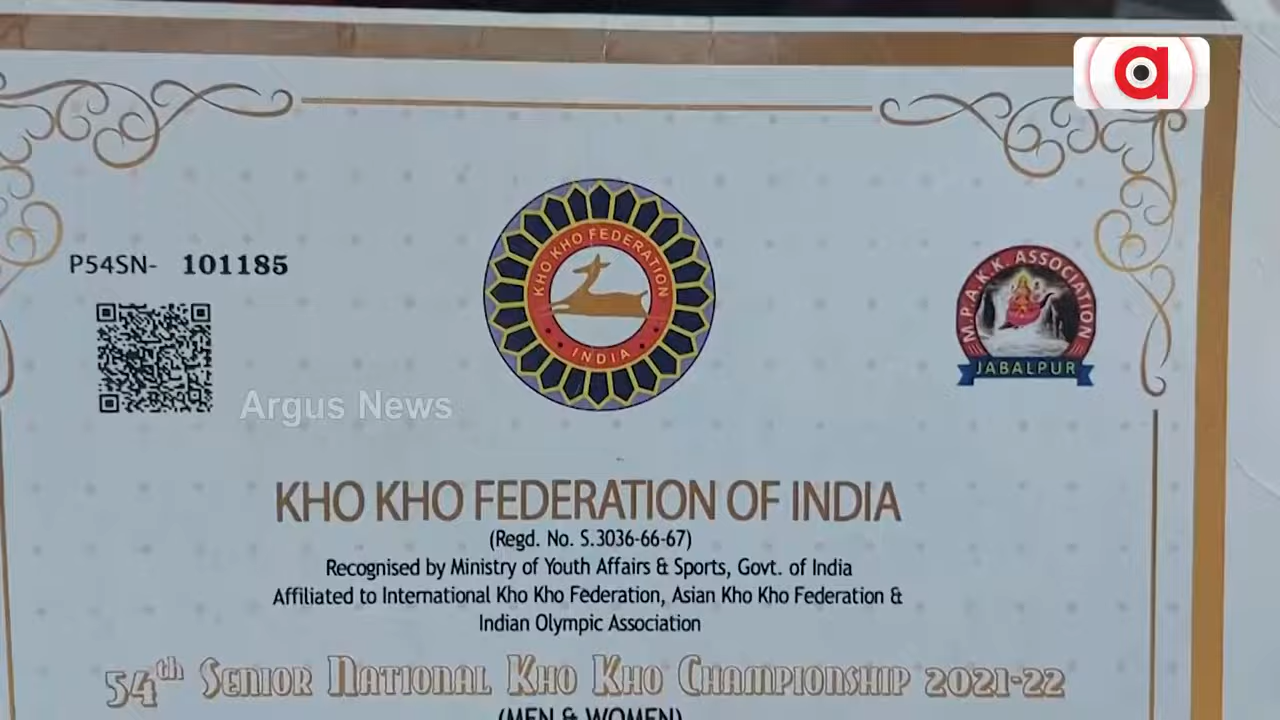 a
P54SN- 101185
KHO KHO FEDERATION
INDIA
M.P.A.K.K. ASSOCIATION
JABALPUR
Argus News
KHO KHO FEDERATION OF INDIA
(Regd. No. S.3036-66-67)
Recognised by Ministry of Youth Affairs & Sports, Govt. of India
Affiliated to International Kho Kho Federation, Asian Kho Kho Federation &
Indian Olympic Association
54th Senior National Kho Kho Championship 2021-22
(MEN & WOMEN)